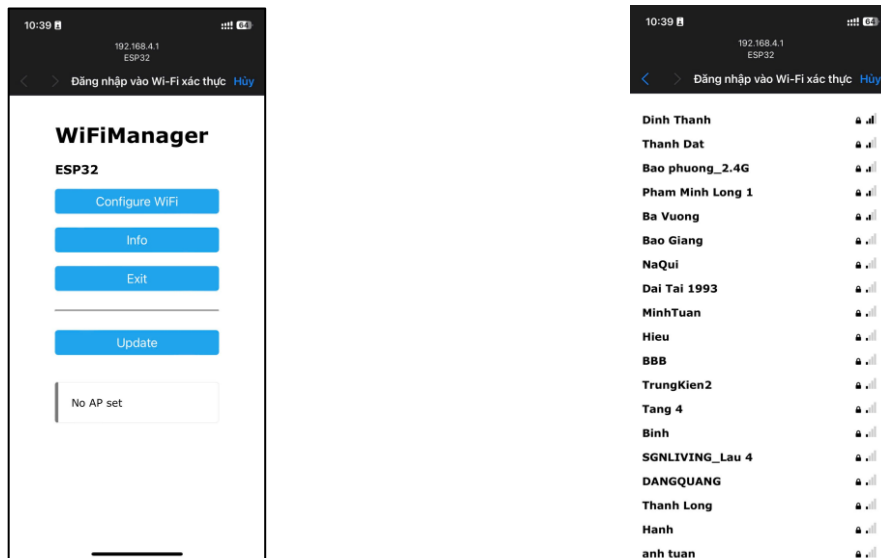 10:39
64
192.168.4.1
ESP32
Đăng nhập vào Wi-Fi xác thực Hủy
WiFiManager
ESP32
Configure WiFi
Info
Exit
Update
No AP set
10:39
64
192.168.4.1
ESP32
Đăng nhập vào Wi-Fi xác thực Hủy
Dinh Thanh
Thanh Dat
Bao phuong_2.4G
Pham Minh Long 1
Ba Vuong
Bao Giang
NaQui
Dai Tai 1993
MinhTuan
Hieu
BBB
TrungKien2
Tang 4
Binh
SGNLIVING_Lau 4
DANGQUANG
Thanh Long
Hanh
anh tuan